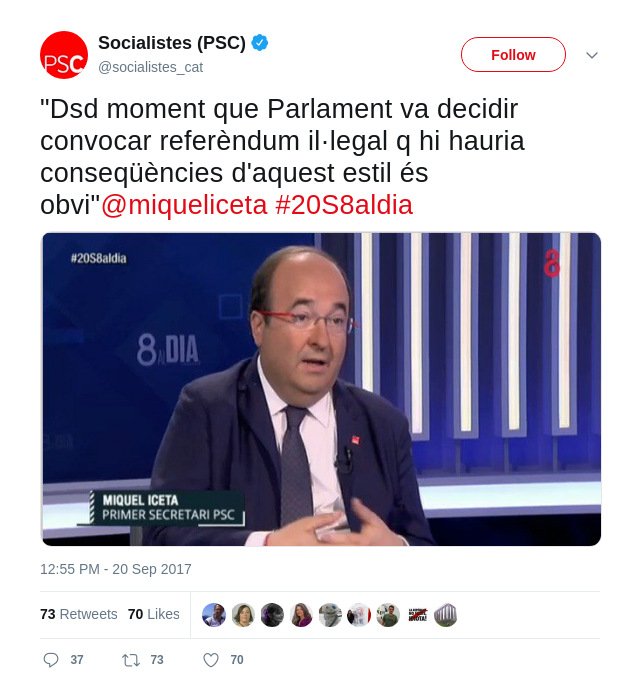 PSC
Socialistes (PSC)
@socialistes_cat
Follow
"Dsd moment que Parlament va decidir
convocar referèndum il·legal q hi hauria
conseqüències d'aquest estil és
obvi"@miqueliceta #20S8aldia
#20S8aldia
8
8 AL DIA
MIQUEL ICETA
PRIMER SECRETARI PSC
12:55 PM - 20 Sep 2017
73 Retweets 70 Likes
37 73 70